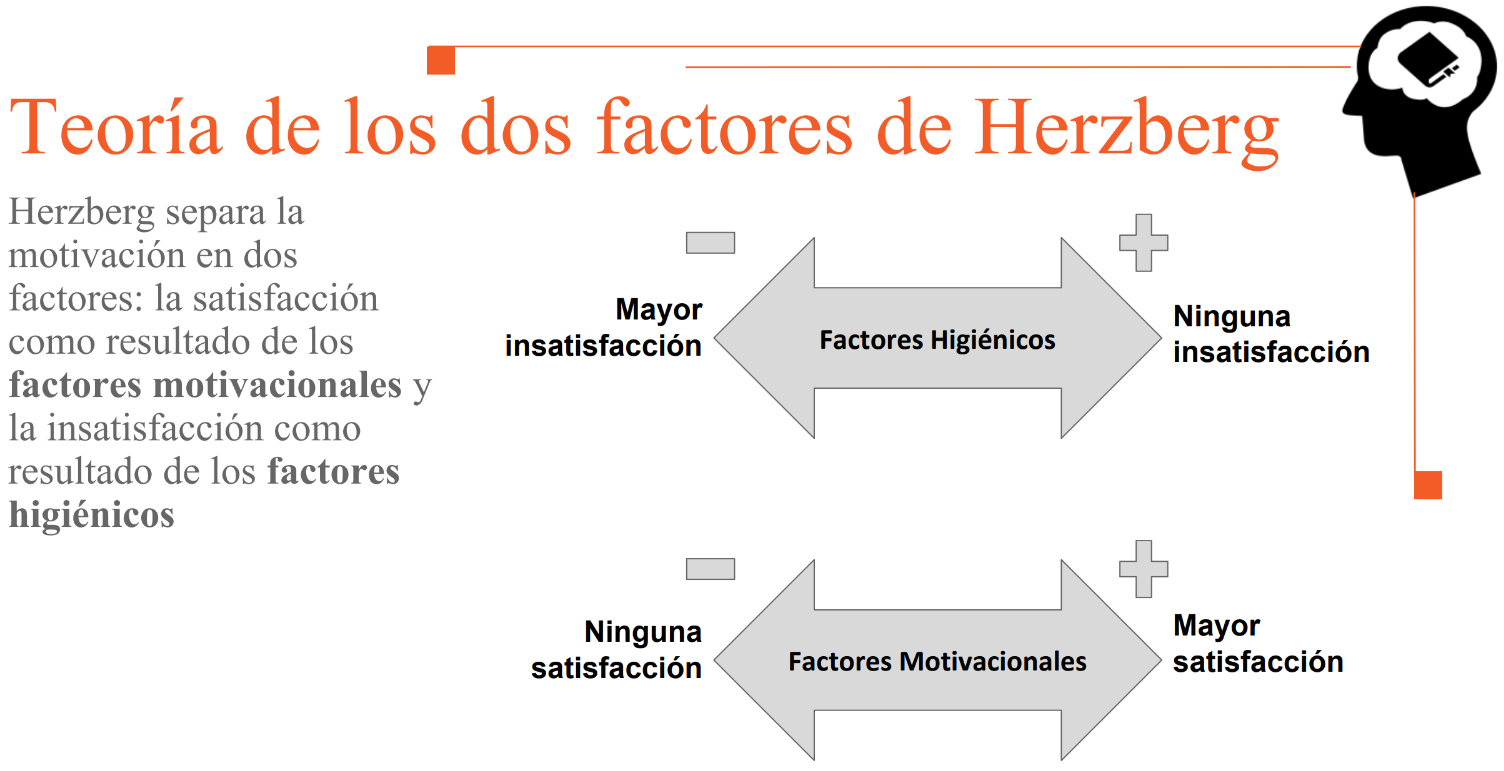 Teoría de los dos factores de Herzberg
Herzberg separa la
motivación en dos
factores: la satisfacción
como resultado de los
factores motivacionales y
la insatisfacción como
resultado de los factores
higiénicos
Mayor
insatisfacción
Factores Higiénicos
Ninguna
insatisfacción
Ninguna
satisfacción
Factores Motivacionales
Mayor
satisfacción